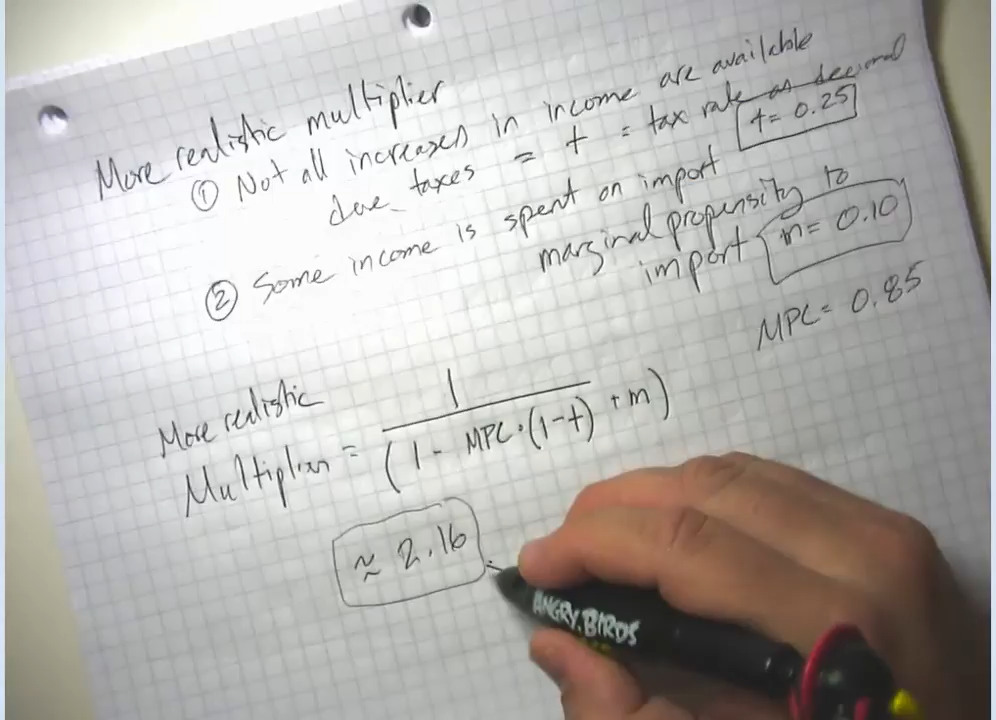 More realistic multiplier
① Not all increases in income are available
due taxes = t = tax rate as decimal
t = 0.25
② Some income is spent on import
marginal propensity to
import m = 0.10
MPC = 0.85
More realistic
Multiplier = 1
(1 - MPC·(1-t) + m)
≈ 2.16
ANGRY BIRDS